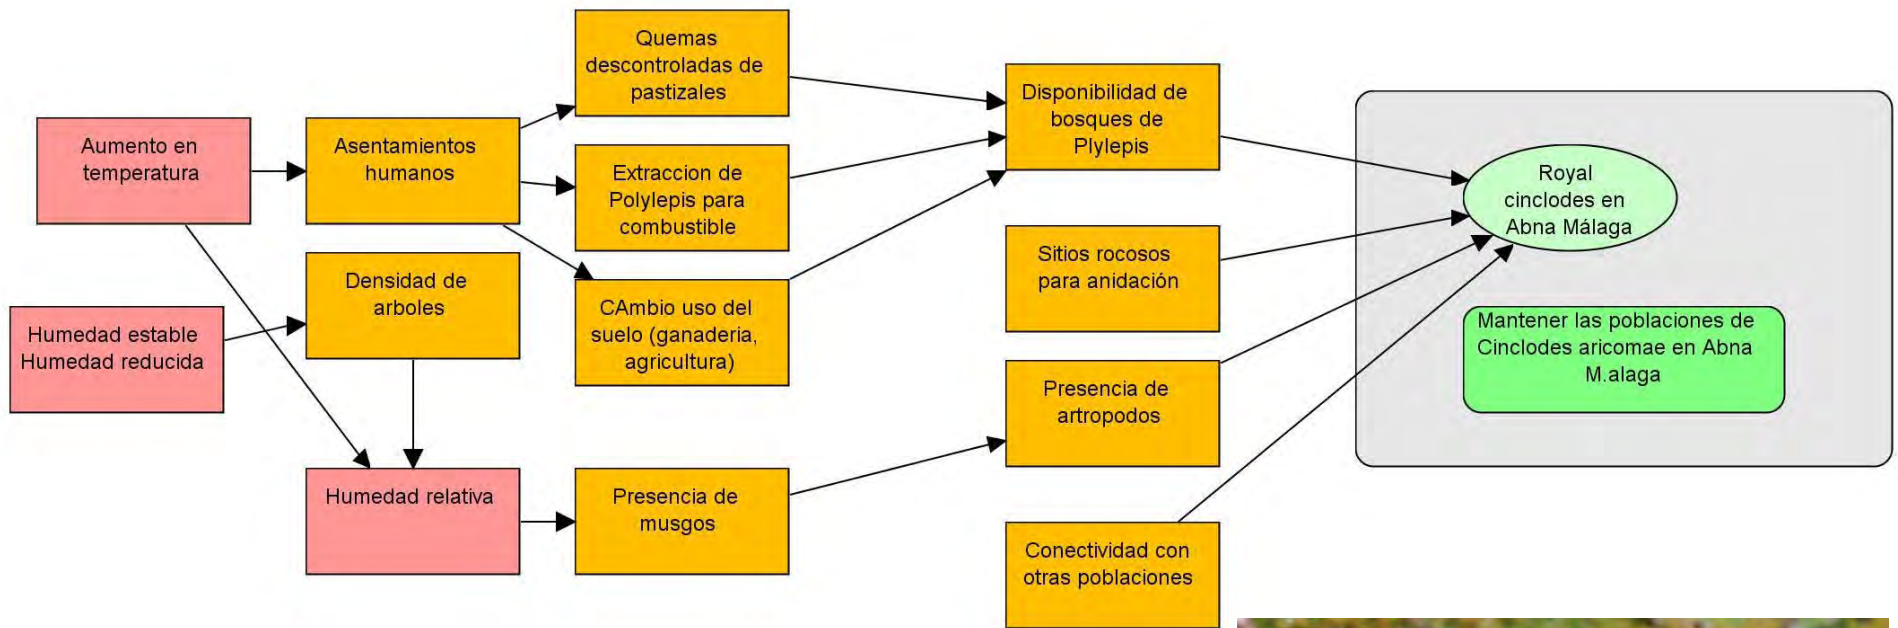 Quemas
descontroladas de
pastizales
Aumento en
temperatura
Asentamientos
humanos
Extraccion de
Polylepis para
combustible
Disponibilidad de
bosques de
Plylepis
Royal
cinclodes en
Abna Málaga
Humedad estable
Humedad reducida
Densidad de
arboles
CAmbio uso del
suelo (ganaderia,
agricultura)
Sitios rocosos
para anidación
Mantener las poblaciones de
Cinclodes aricomae en Abna
M.alaga
Presencia de
artropodos
Humedad relativa
Presencia de
musgos
Conectividad con
otras poblaciones